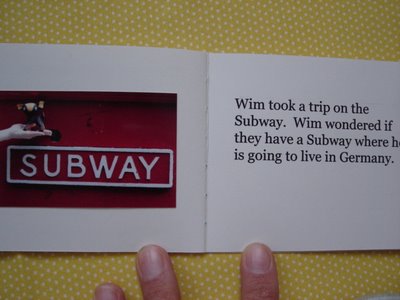 SUBWAY
Wim took a trip on the
Subway. Wim wondered if
they have a Subway where he
is going to live in Germany.